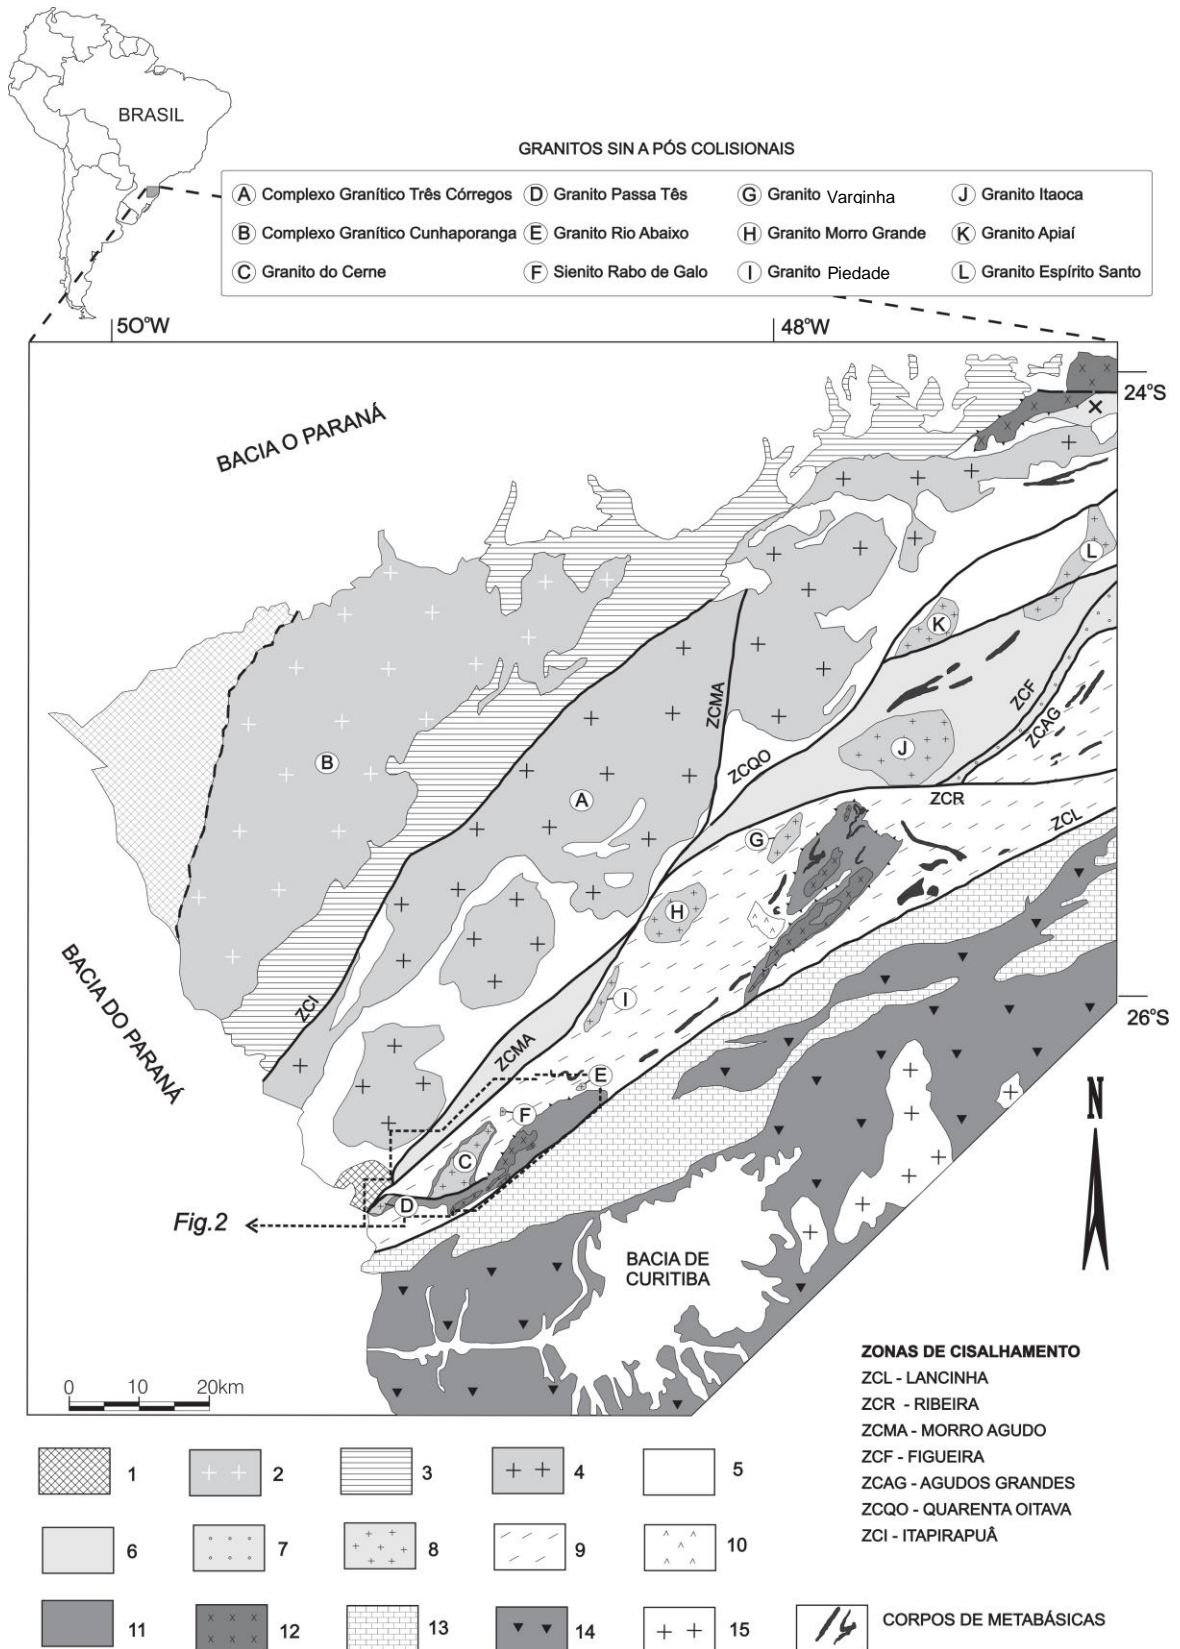 BRASIL
GRANITOS SIN A PÓS COLISIONAIS
A Complexo Granítico Três Córregos D Granito Passa Tês G Granito Varginha J Granito Itaoca
B Complexo Granítico Cunhaporanga E Granito Rio Abaixo H Granito Morro Grande K Granito Apiaí
C Granito do Cerne F Sienito Rabo de Galo I Granito Piedade L Granito Espírito Santo
50°W 48°W
24°S
BACIA O PARANÁ
L
K
ZCMA
ZCF
ZCAG
J
ZCQO
B
A
ZCR
ZCL
G
H
BACIA DO PARANÁ
ZCI
I
26°S
ZCMA
E
F
N
C
D
Fig.2
BACIA DE
CURITIBA
0 10 20km
ZONAS DE CISALHAMENTO
ZCL - LANCINHA
ZCR - RIBEIRA
ZCMA - MORRO AGUDO
ZCF - FIGUEIRA
ZCAG - AGUDOS GRANDES
ZCQO - QUARENTA OITAVA
ZCI - ITAPIRAPUÂ
1 2 3 4 5
6 7 8 9 10
11 12 13 14 15 CORPOS DE METABÁSICAS